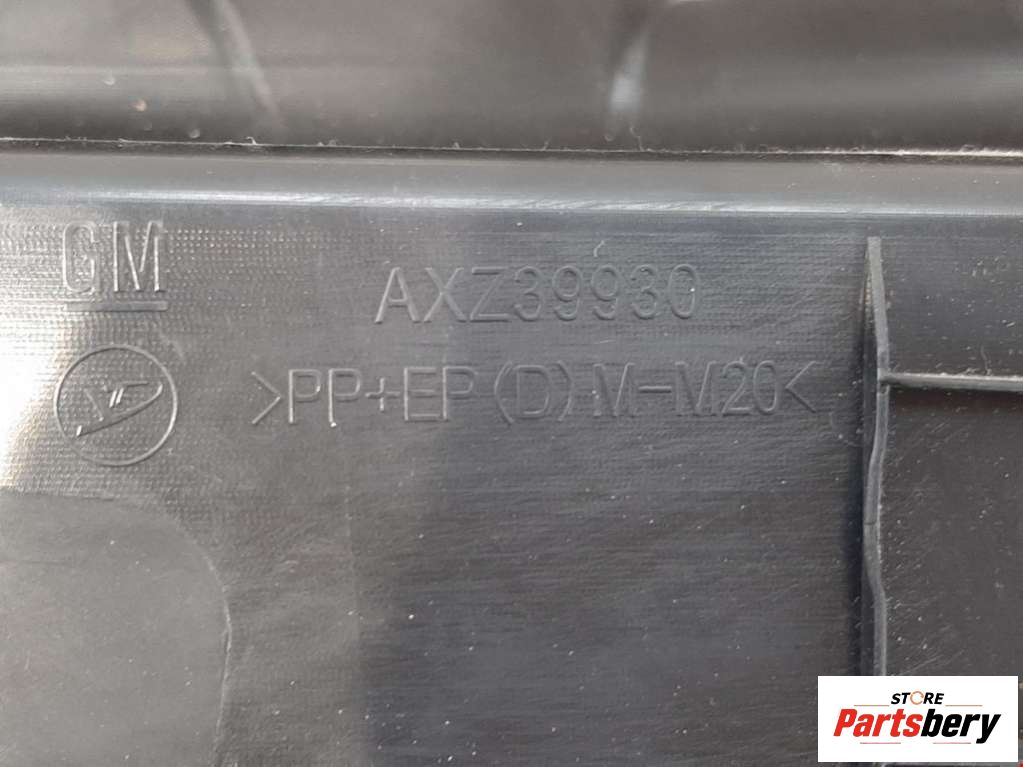 GM
AXZ39930
>PP+EP(D)M-M20<
STORE
Partsbery